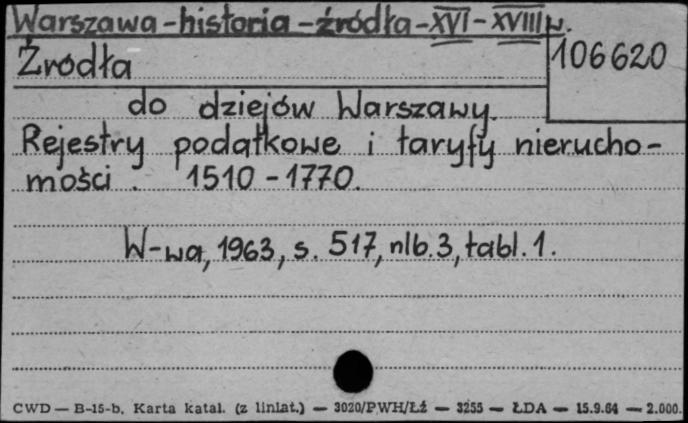 Warszawa - historia - źródła - XVI - XVIII w.
Źródła
106620
do dziejów Warszawy.
Rejestry podatkowe i taryfy nierucho-
mości. 1510 - 1770.
W-wa, 1963, s. 517, nlb. 3, tabl. 1.
CWD — B-15-b. Karta katal. (z liniat.) — 3020/PWH/Łź — 3255 — ŁDA — 15.9.64 — 2.000.